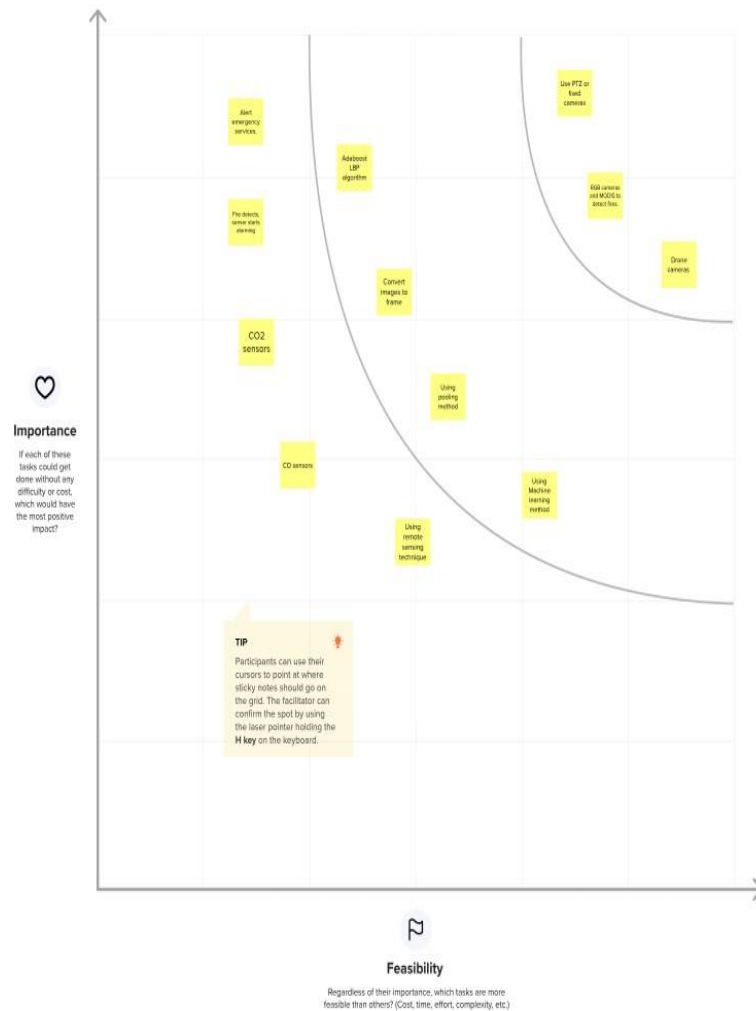 Use PTZ or
fixed
cameras
Alert
emergency
services.
Adaboost
LBP
algorithm
RGB cameras
and MODIS to
detect fires.
Fire detects,
sensor starts
alarming
Drone
cameras
Convert
images to
frame
CO2
sensors
Using
pooling
method
Importance
If each of these
tasks could get
done without any
difficulty or cost,
which would have
the most positive
impact?
CO sensors
Using
Machine
learning
method
Using
remote
sensing
technique
TIP
Participants can use their
cursors to point at where
sticky notes should go on
the grid. The facilitator can
confirm the spot by using
the laser pointer holding the
H key on the keyboard.
Feasibility
Regardless of their importance, which tasks are more
feasible than others? (Cost, time, effort, complexity, etc.)